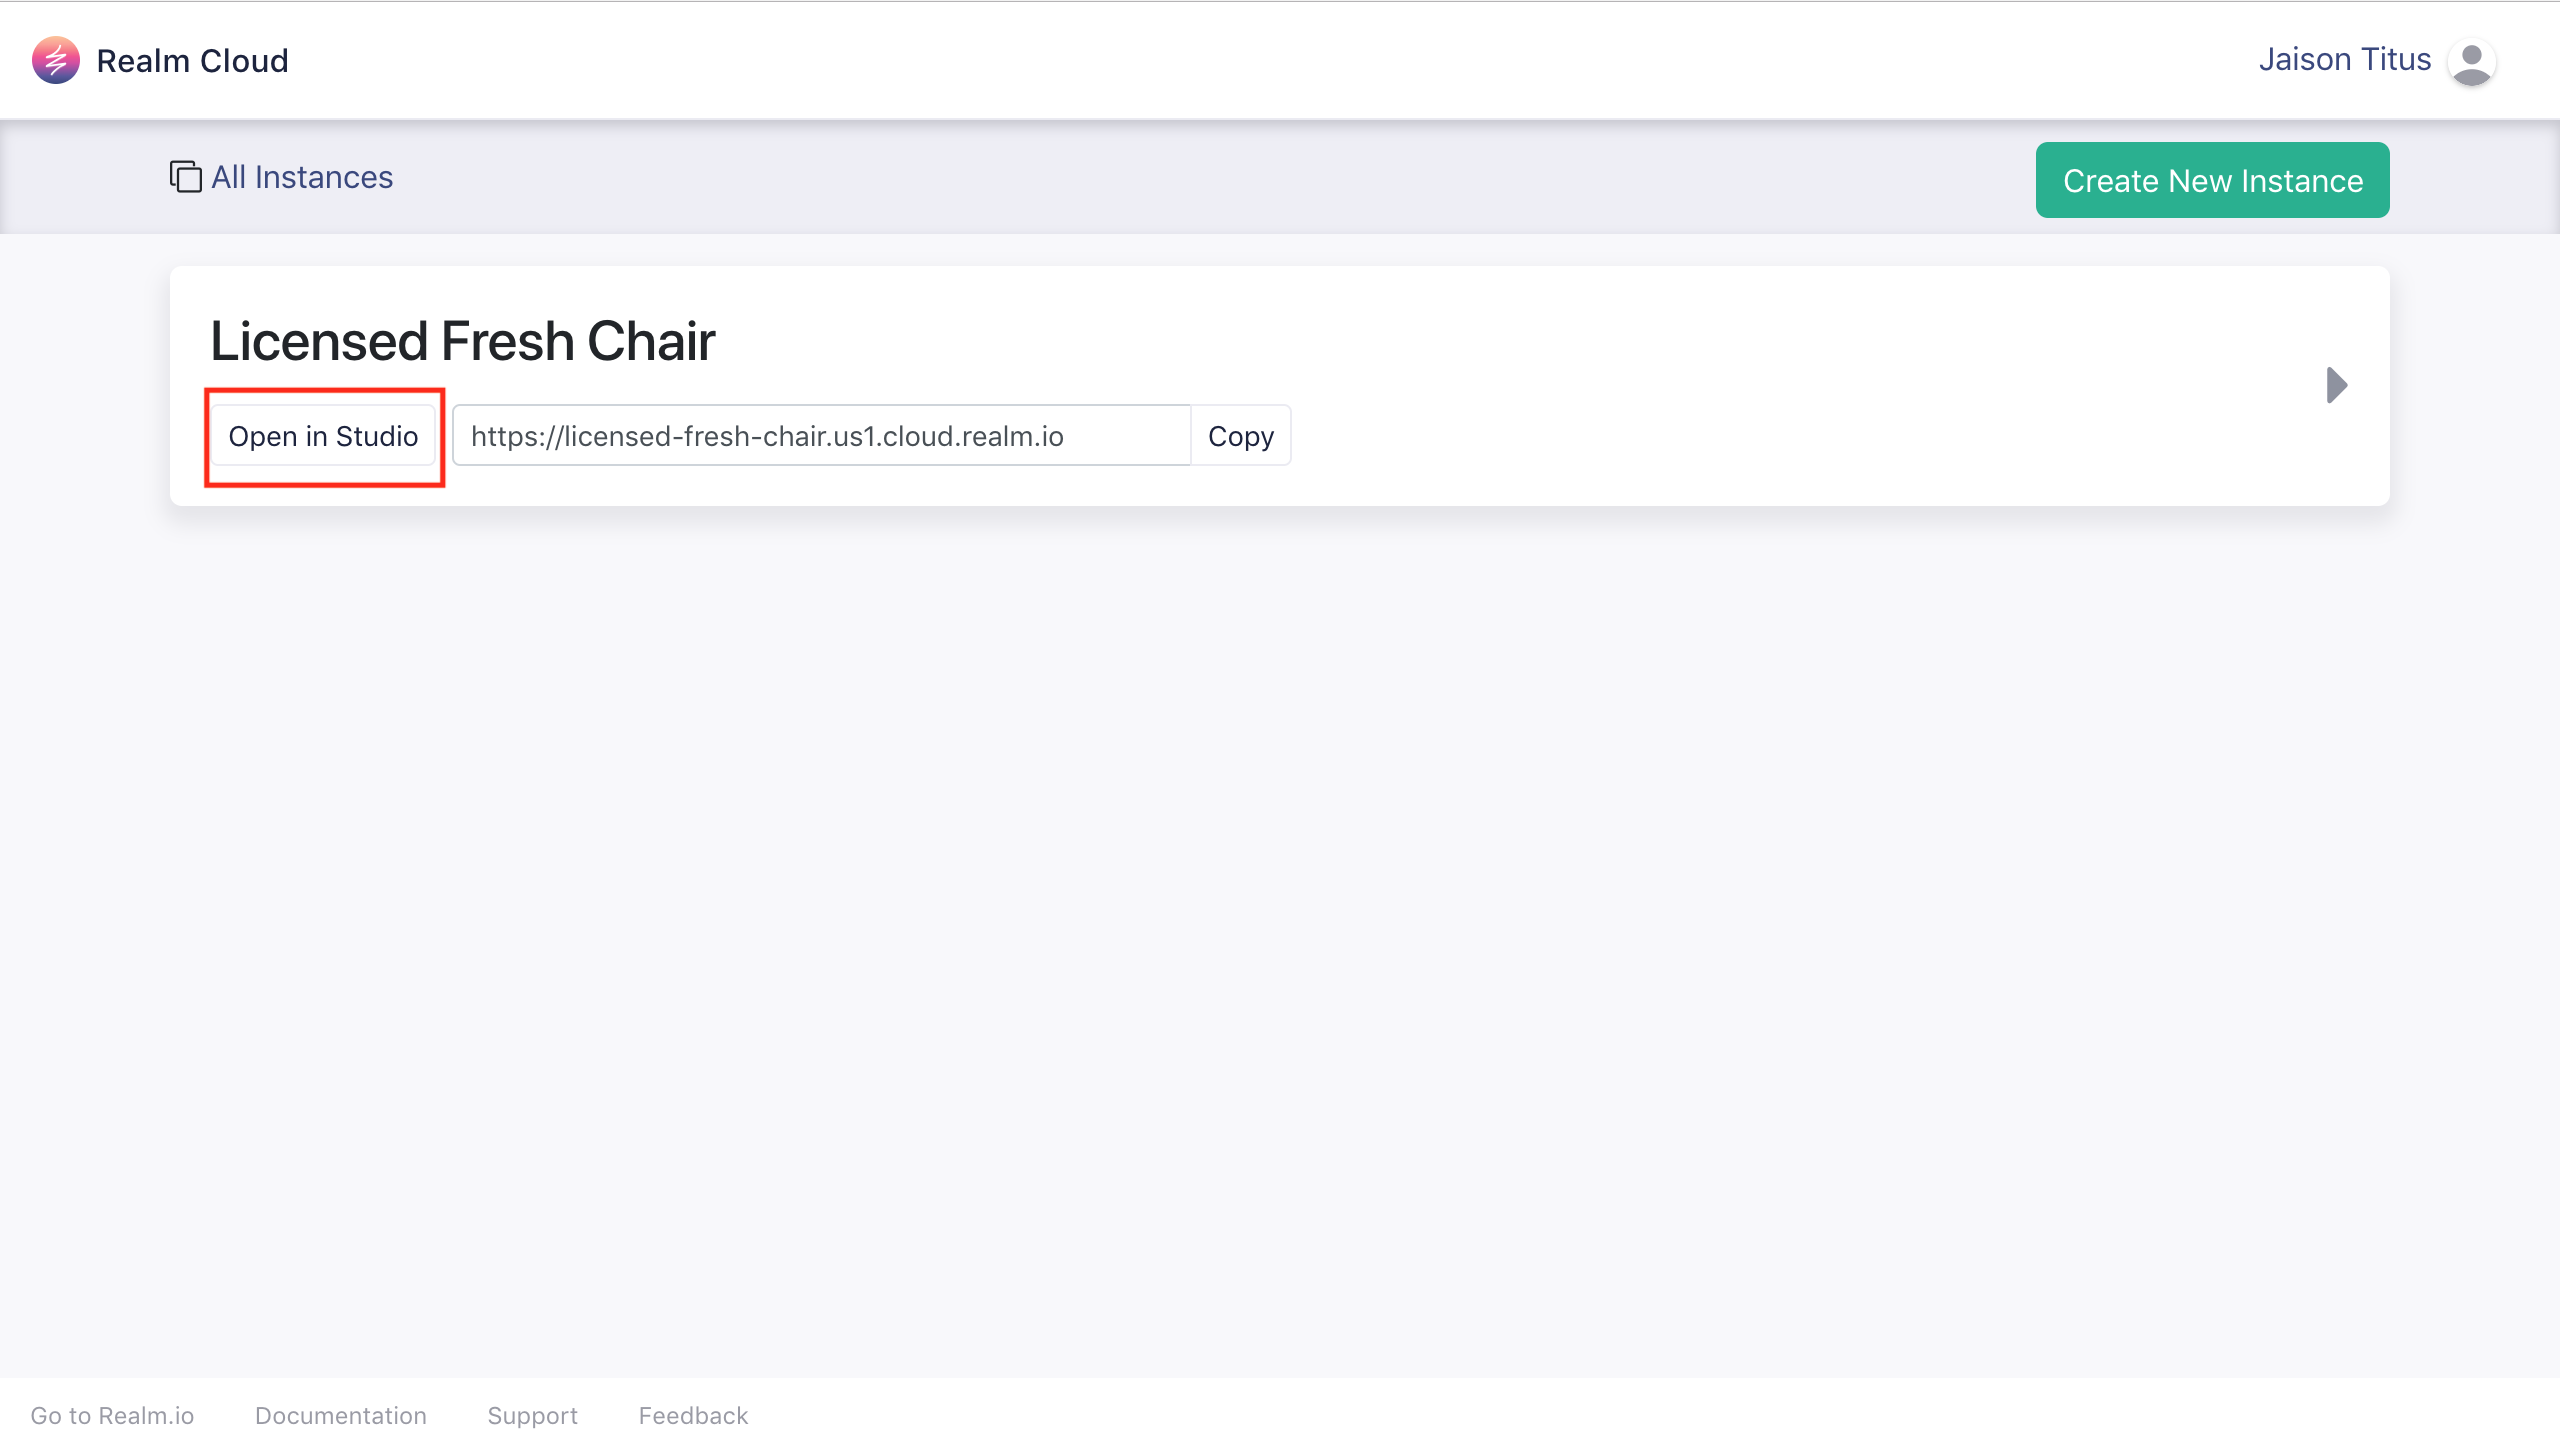 Realm Cloud
Jaison Titus
All Instances
Create New Instance
Licensed Fresh Chair
Open in Studio
https://licensed-fresh-chair.us1.cloud.realm.io
Copy
Go to Realm.io
Documentation
Support
Feedback